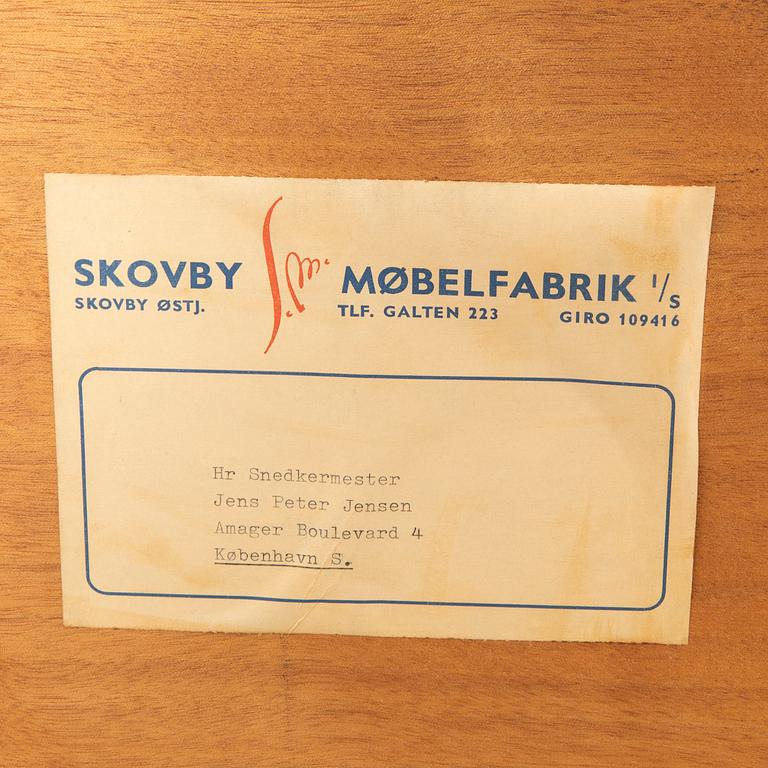 SKOVBY MØBELFABRIK I/S
SKOVBY ØSTJ. TLF. GALTEN 223 GIRO 109416
Hr Snedkermester
Jens Peter Jensen
Amager Boulevard 4
København S.